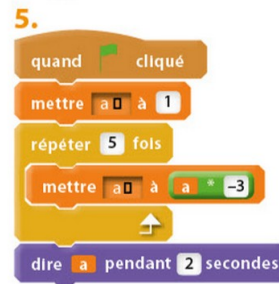 5.
quand cliqué
mettre a à 1
répéter 5 fois
mettre a à a * -3
dire a pendant 2 secondes